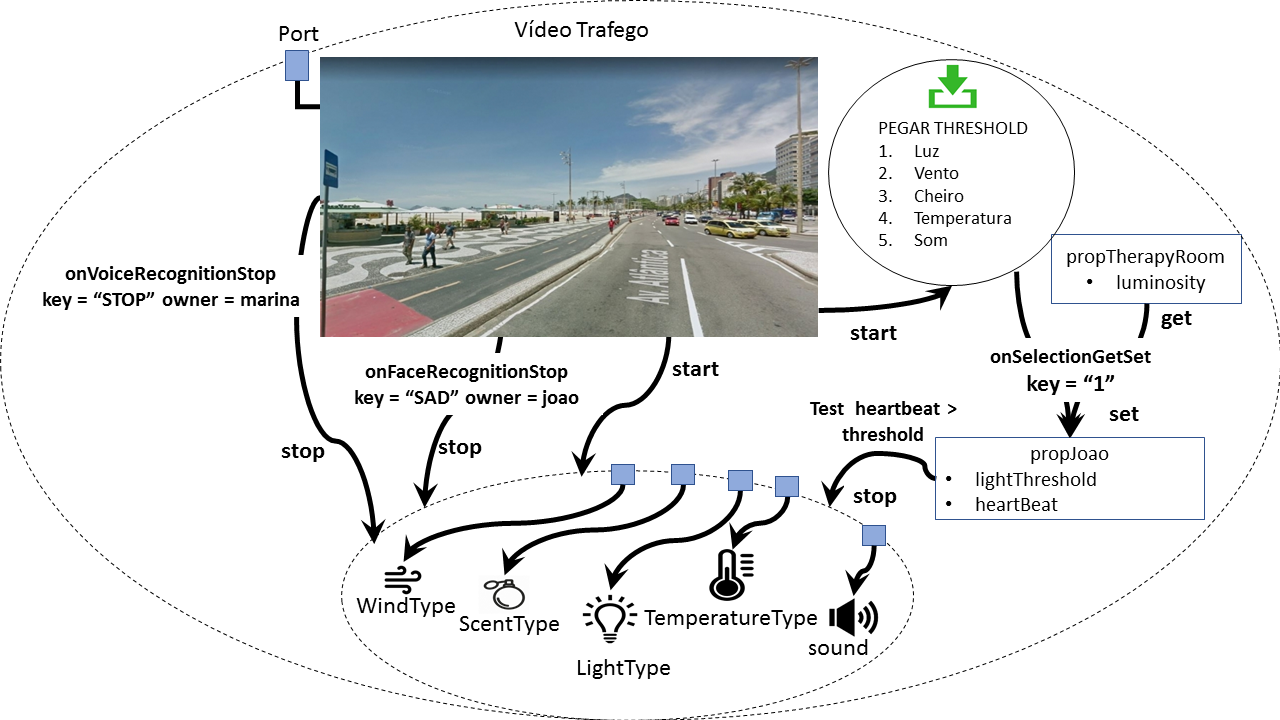 Port
Vídeo Trafego
PEGAR THRESHOLD
1. Luz
2. Vento
3. Cheiro
4. Temperatura
5. Som
Av Atlântica
propTherapyRoom
• luminosity
onVoiceRecognitionStop
key = “STOP” owner = marina
start
get
onFaceRecognitionStop
key = “SAD” owner = joao
start
onSelectionGetSet
key = “1”
Test heartbeat >
threshold
set
stop
stop
propJoao
• lightThreshold
• heartBeat
stop
WindType
ScentType
LightType
TemperatureType
sound